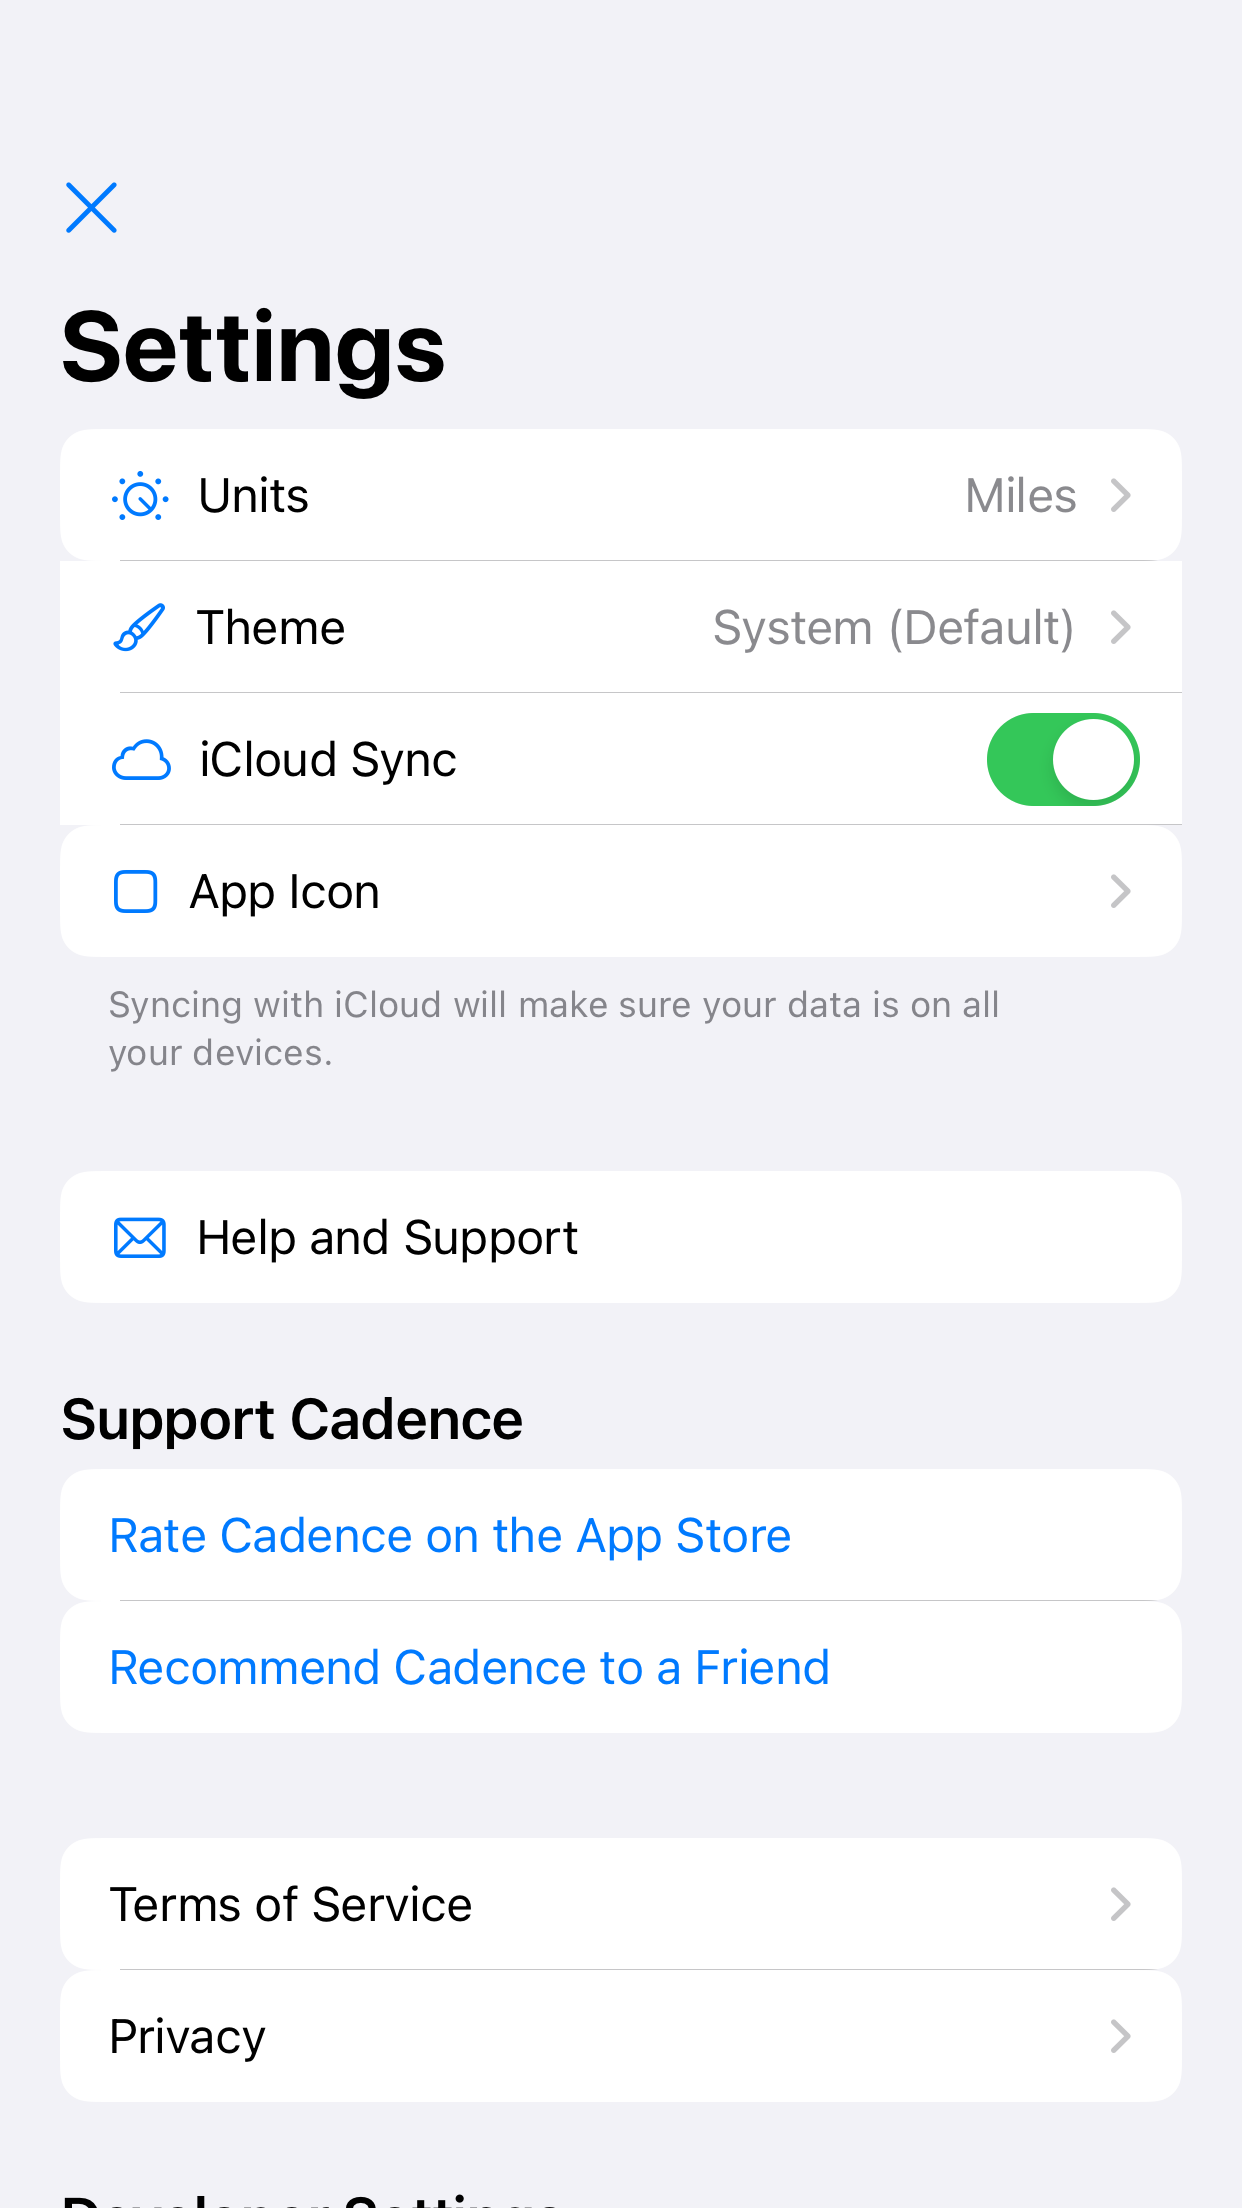 Settings
Units Miles
Theme System (Default)
iCloud Sync
App Icon
Syncing with iCloud will make sure your data is on all
your devices.
Help and Support
Support Cadence
Rate Cadence on the App Store
Recommend Cadence to a Friend
Terms of Service
Privacy
Developer Settings